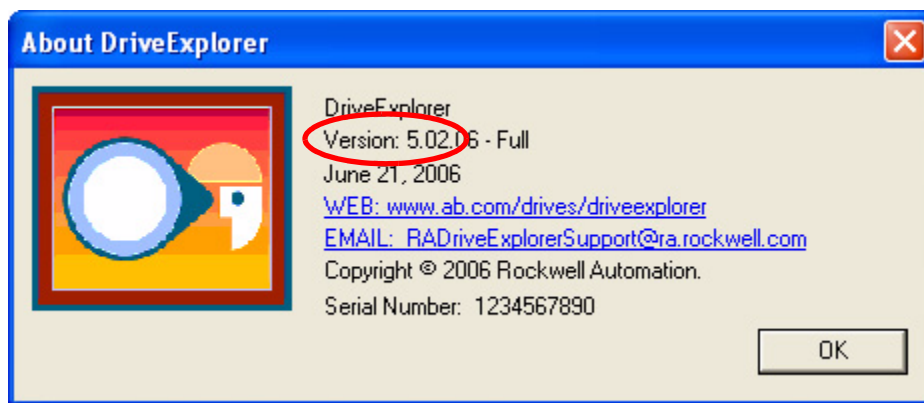 About DriveExplorer
DriveExplorer
Version: 5.02.06 - Full
June 21, 2006
WEB: www.ab.com/drives/driveexplorer
EMAIL: RADriveExplorerSupport@ra.rockwell.com
Copyright © 2006 Rockwell Automation.
Serial Number: 1234567890
OK